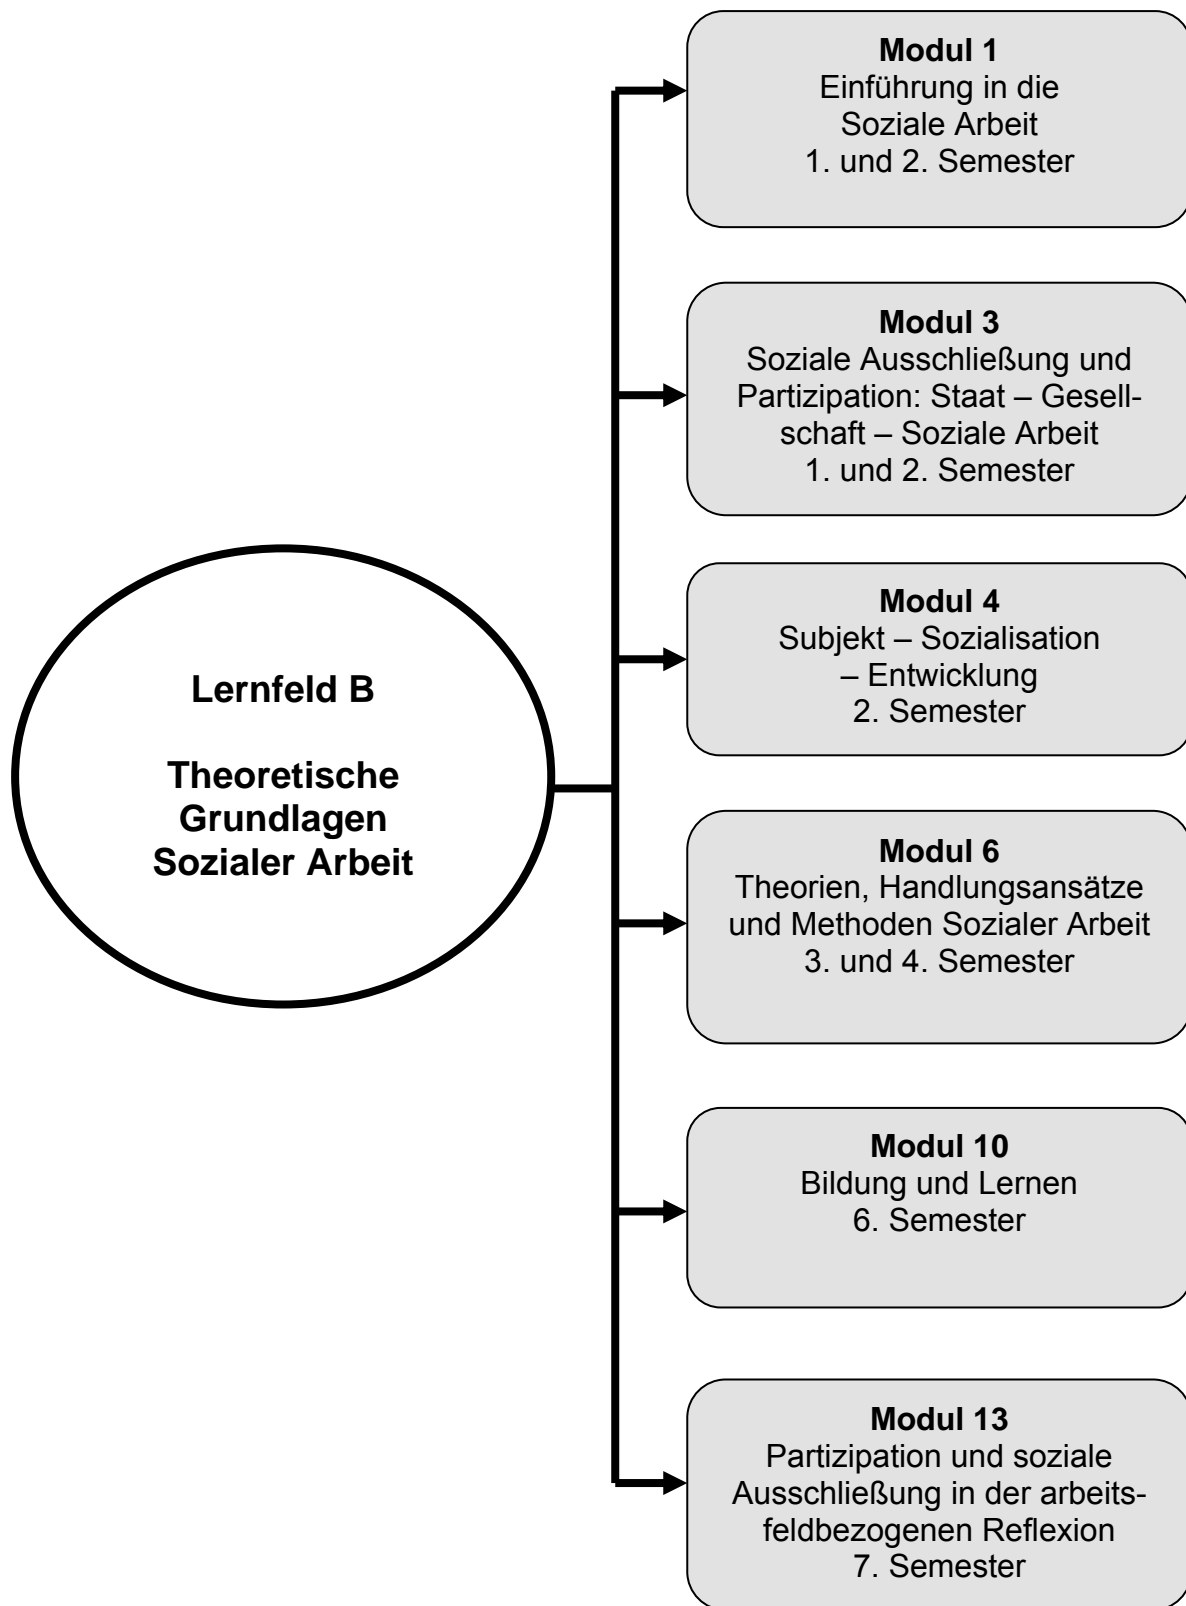 Lernfeld B
Theoretische
Grundlagen
Sozialer Arbeit
Modul 1
Einführung in die
Soziale Arbeit
1. und 2. Semester
Modul 3
Soziale Ausschließung und
Partizipation: Staat – Gesell-
schaft – Soziale Arbeit
1. und 2. Semester
Modul 4
Subjekt – Sozialisation
– Entwicklung
2. Semester
Modul 6
Theorien, Handlungsansätze
und Methoden Sozialer Arbeit
3. und 4. Semester
Modul 10
Bildung und Lernen
6. Semester
Modul 13
Partizipation und soziale
Ausschließung in der arbeits-
feldbezogenen Reflexion
7. Semester